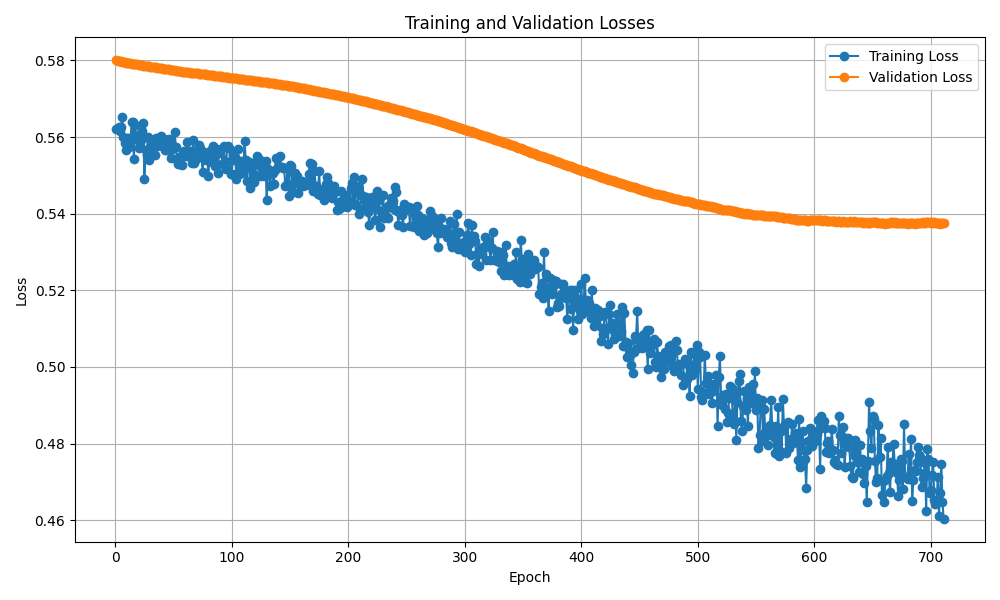 Training and Validation Losses
Training Loss
Validation Loss
Loss
0.58
0.56
0.54
0.52
0.50
0.48
0.46
0 100 200 300 400 500 600 700
Epoch